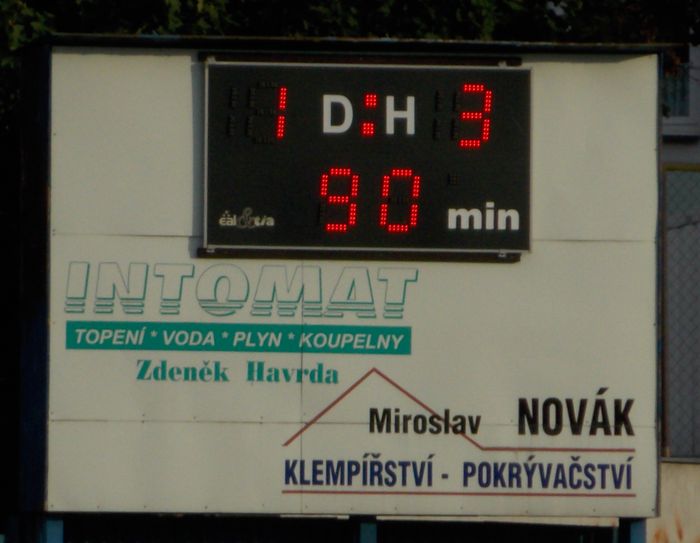 1 D:H 3
90 min
INTOMAT
TOPENÍ * VODA * PLYN * KOUPELNY
Zdeněk Havrda
Miroslav NOVÁK
KLEMPÍŘSTVÍ - POKRÝVAČSTVÍ